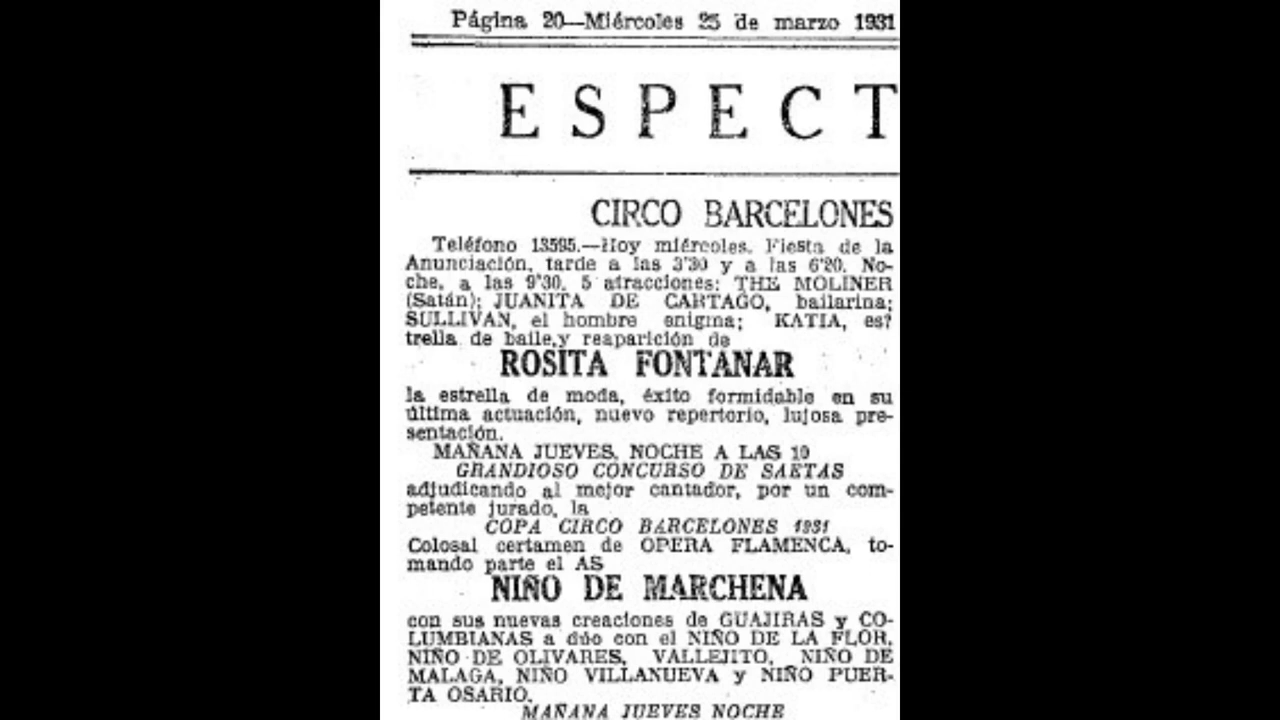 Página 20—Miércoles 25 de marzo 1931
ESPECT
CIRCO BARCELONES
Teléfono 13595.—Hoy miércoles. Fiesta de la
Anunciación, tarde a las 3'30 y a las 6'20. No-
che, a las 9'30, 5 atracciones: THE MOLINER
(Satán); JUANITA DE CARTAGO, bailarina;
SULLIVAN, el hombre enigma; KATIA, es?
trella de baile,y reaparición de
ROSITA FONTANAR
la estrella de moda, éxito formidable en su
última actuación, nuevo repertorio, lujosa pre-
sentación.
MAÑANA JUEVES, NOCHE A LAS 10
GRANDIOSO CONCURSO DE SAETAS
adjudicando al mejor cantador, por un com-
petente jurado, la
COPA CIRCO BARCELONES 1931
Colosal certamen de OPERA FLAMENCA, to-
mando parte el AS
NIÑO DE MARCHENA
con sus nuevas creaciones de GUAJIRAS y CO-
LUMBIANAS a dúo con el NIÑO DE LA FLOR,
NIÑO DE OLIVARES, VALLEJITO, NIÑO DE
MALAGA, NIÑO VILLANUEVA y NIÑO PUER-
TA OSARIO.
MAÑANA JUEVES NOCHE